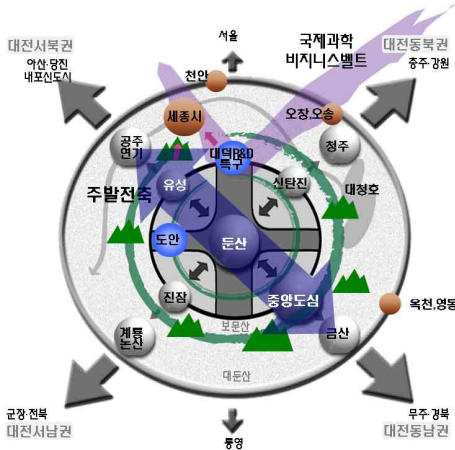 대전서북권
아산·당진
내포신도시
서울
국제과학
비지니스벨트
대전동북권
충주·강원
천안
세종시
오창,오송
공주
연기
대덕R&D
특구
청주
주발전축
유성
신탄진
대청호
도안
둔산
진잠
중앙도심
옥천,영동
계룡
논산
보문산
금산
대둔산
군장·전북
대전서남권
통영
무주·경북
대전동남권